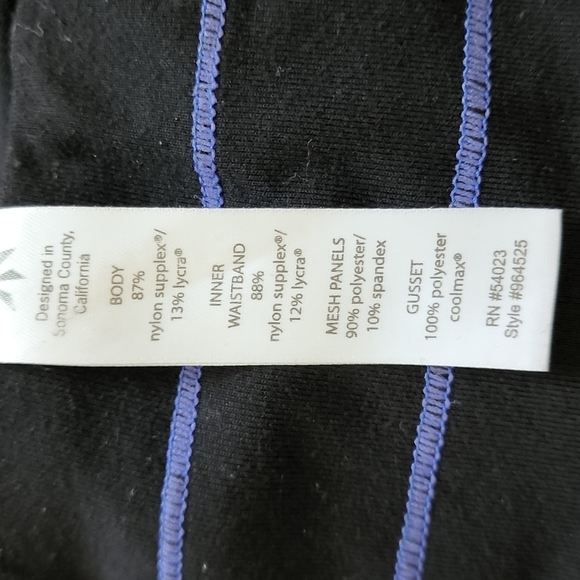 Designed in
Sonoma County,
California
BODY
87%
nylon supplex®/
13% lycra®
INNER
WAISTBAND
88%
nylon supplex®/
12% lycra®
MESH PANELS
90% polyester/
10% spandex
GUSSET
100% polyester
coolmax®
RN #54023
Style #964525